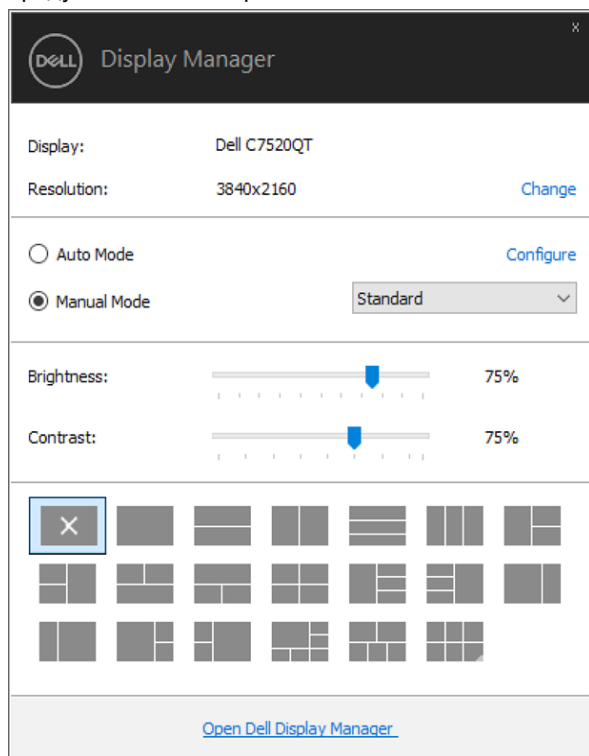 DELL Display Manager x
Display: Dell C7520QT
Resolution: 3840x2160 Change
Auto Mode Configure
Manual Mode Standard
Brightness: 75%
Contrast: 75%
Open Dell Display Manager